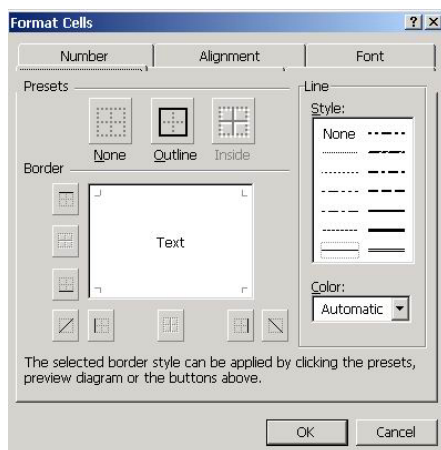 Format Cells
Number Alignment Font
Presets
None Outline Inside
Border
Text
Line
Style:
None
Color:
Automatic
The selected border style can be applied by clicking the presets,
preview diagram or the buttons above.
OK Cancel